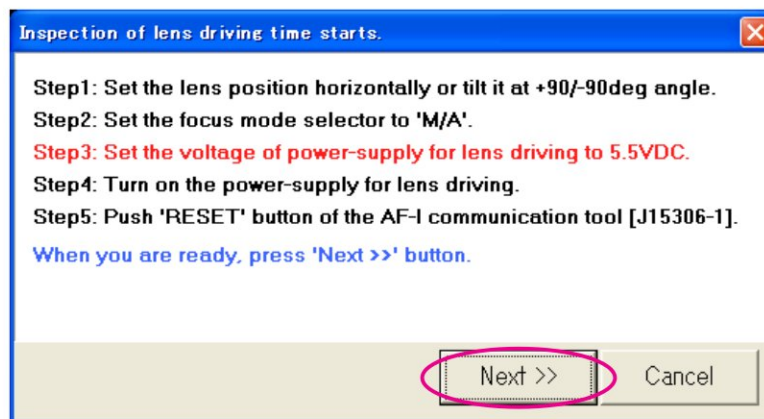 Inspection of lens driving time starts.
Step1: Set the lens position horizontally or tilt it at +90/-90deg angle.
Step2: Set the focus mode selector to 'M/A'.
Step3: Set the voltage of power-supply for lens driving to 5.5VDC.
Step4: Turn on the power-supply for lens driving.
Step5: Push 'RESET' button of the AF-I communication tool [J15306-1].
When you are ready, press 'Next >>' button.
Next >>
Cancel